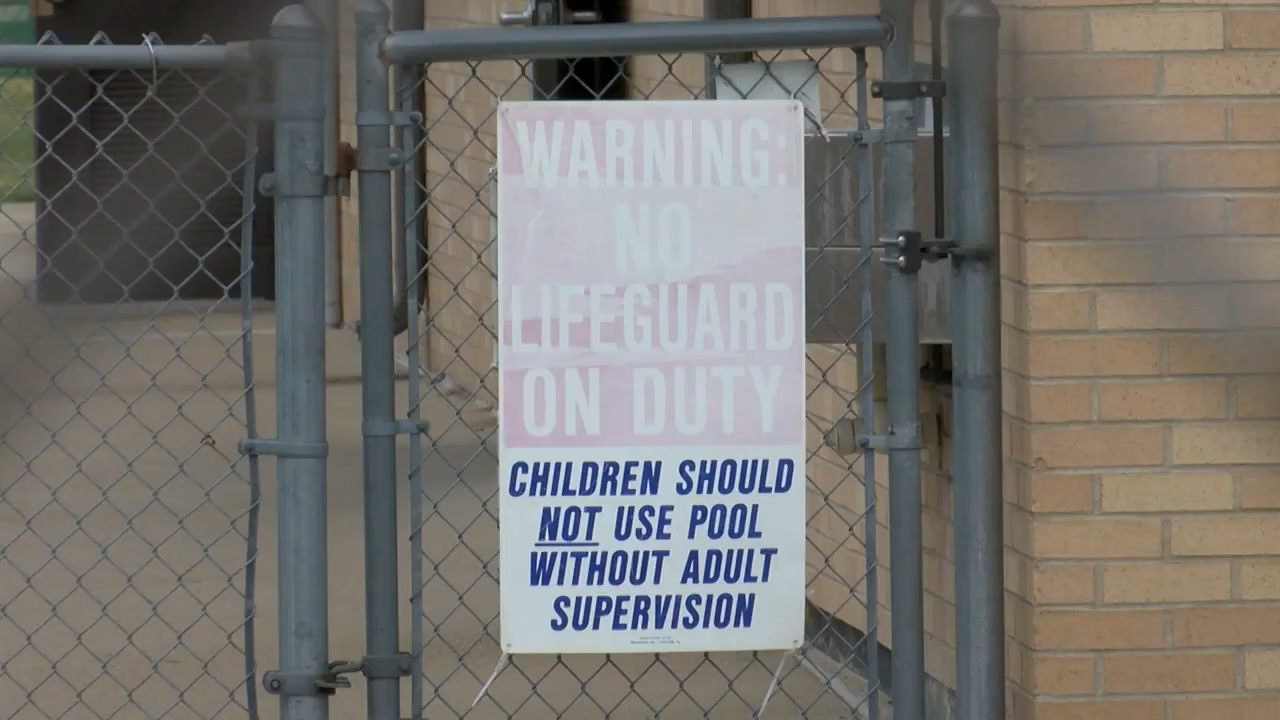 WARNING:
NO
LIFEGUARD
ON DUTY
CHILDREN SHOULD
NOT USE POOL
WITHOUT ADULT
SUPERVISION